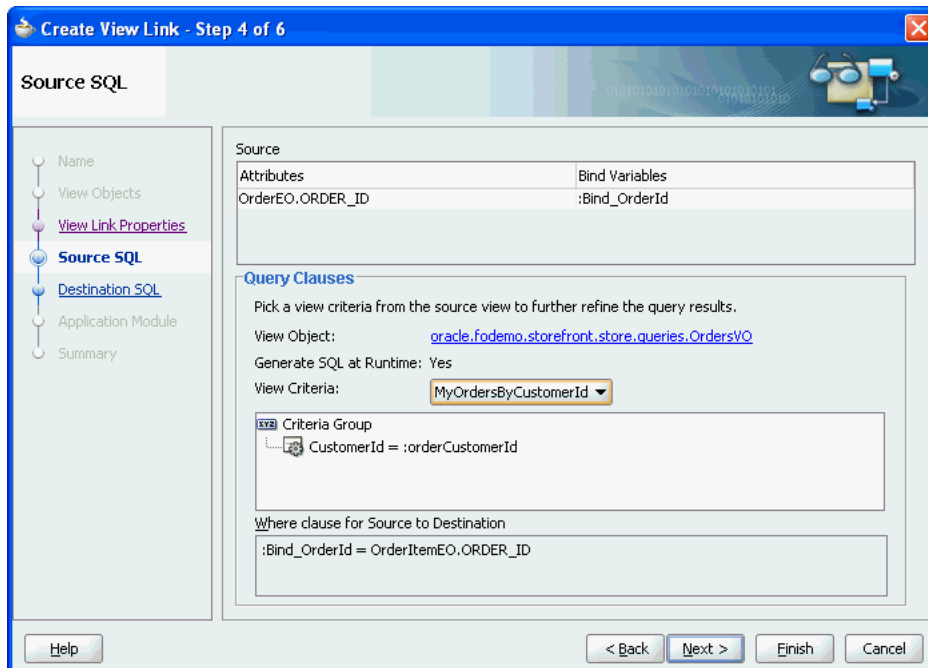 Create View Link - Step 4 of 6
Source SQL
Name
View Objects
View Link Properties
Source SQL
Destination SQL
Application Module
Summary
Source
Attributes Bind Variables
OrderEO.ORDER_ID :Bind_OrderId
Query Clauses
Pick a view criteria from the source view to further refine the query results.
View Object: oracle.fodemo.storefront.store.queries.OrdersVO
Generate SQL at Runtime: Yes
View Criteria: MyOrdersByCustomerId
XYZ Criteria Group
CustomerId = :orderCustomerId
Where clause for Source to Destination
:Bind_OrderId = OrderItemEO.ORDER_ID
Help < Back Next > Finish Cancel